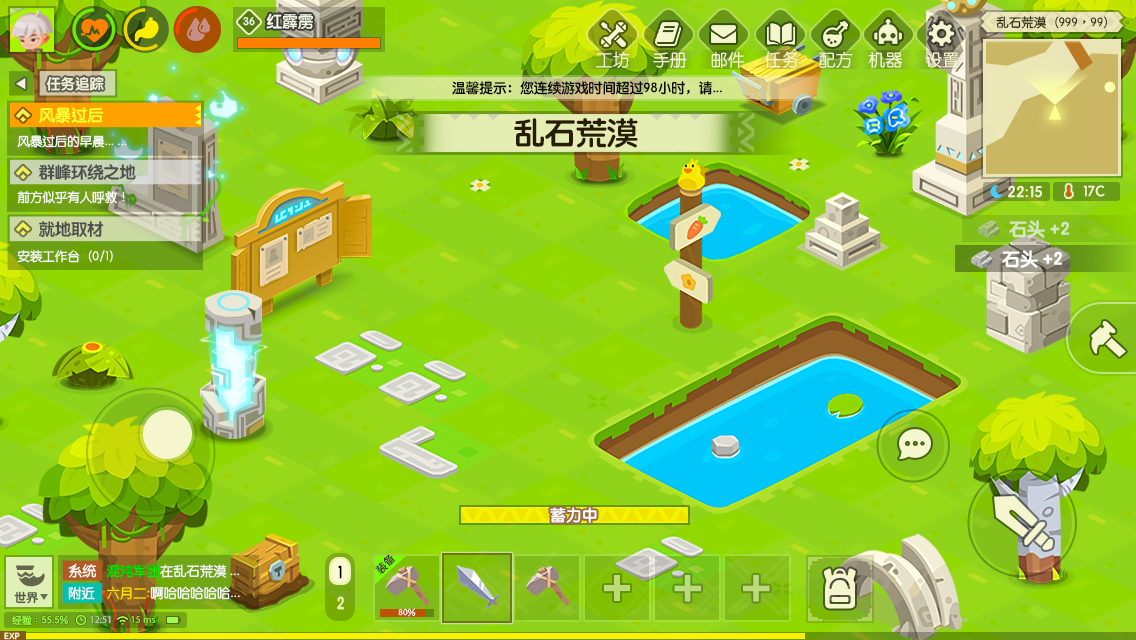 36 红霹雳
工坊 手册 邮件 任务 配方 机器 设置
乱石荒漠（999，99）
任务追踪
温馨提示：您连续游戏时间超过98小时，请...
风暴过后
风暴过后的早晨... ...
乱石荒漠
群峰环绕之地
前方似乎有人呼救！
22:15 17C
就地取材
安装工作台（0/1）
石头 +2
石头 +2
蓄力中
系统 在乱石荒漠 ...
附近 六月二:啊哈哈哈哈哈...
世界▾
1
2
装备
80%
经验：55.5% 12:51 15 ms
EXP